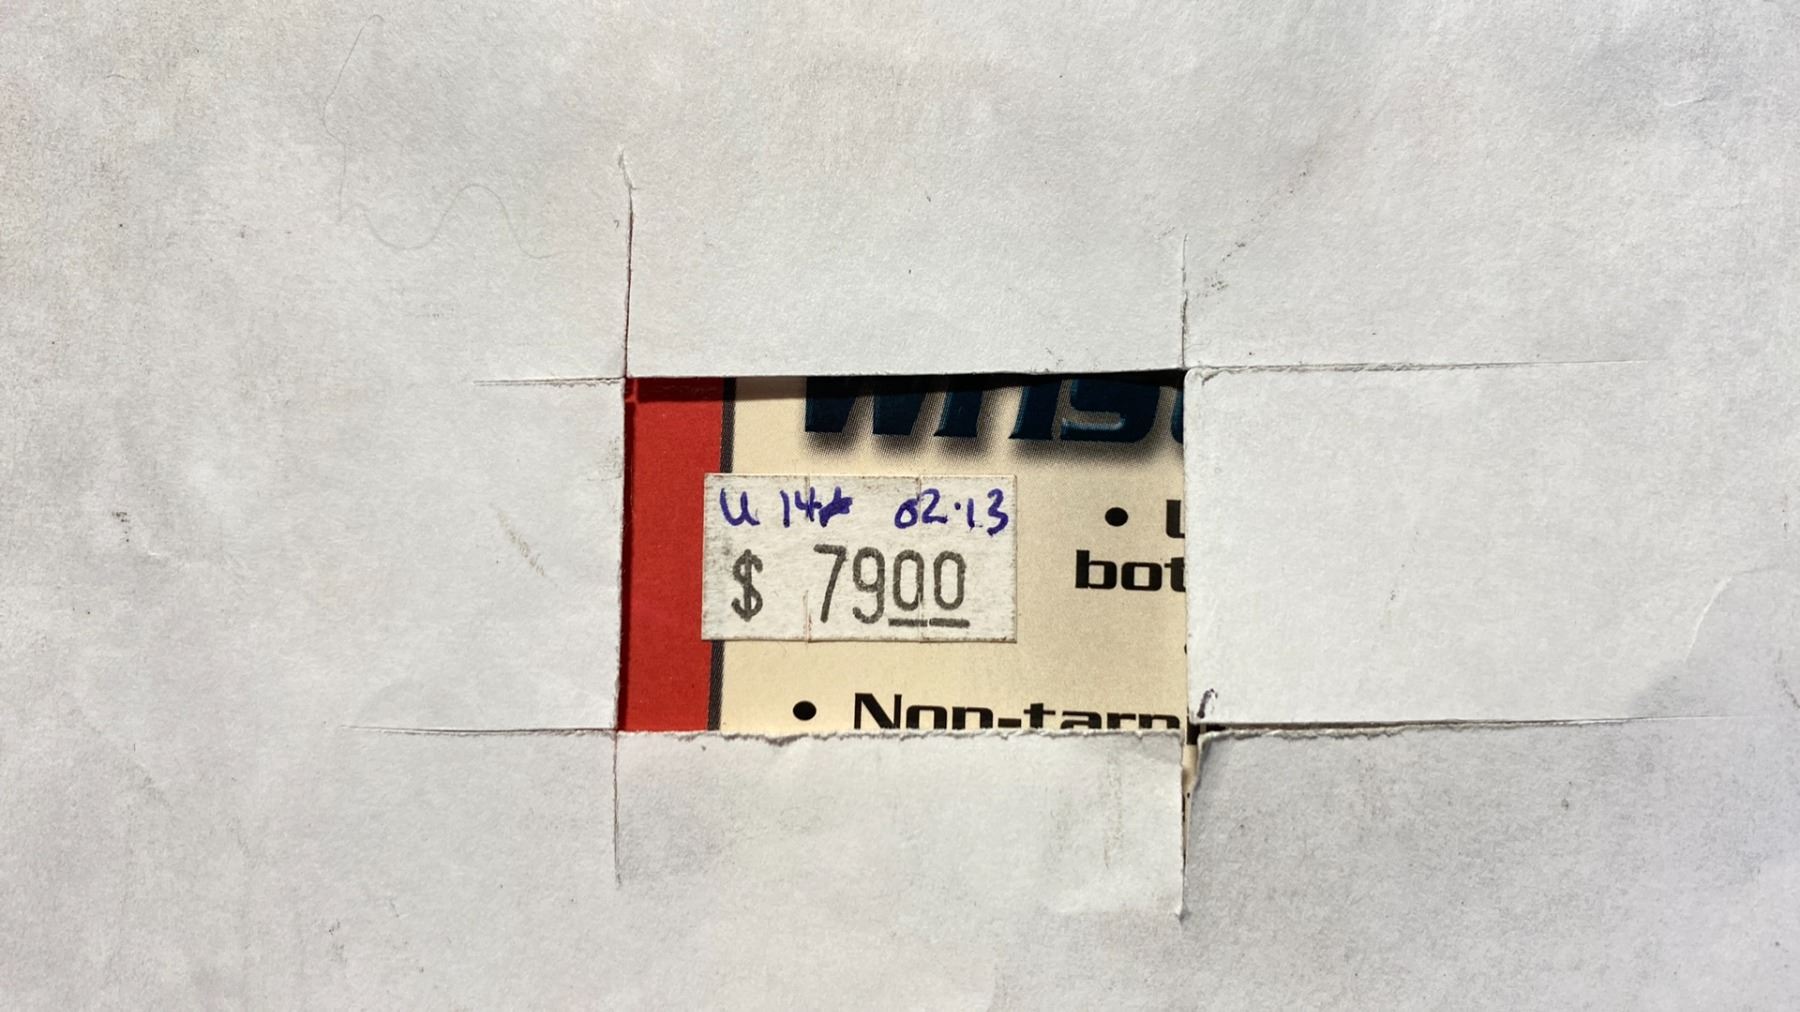 U 14 02.13
$ 7900
bot
• Non-tarn